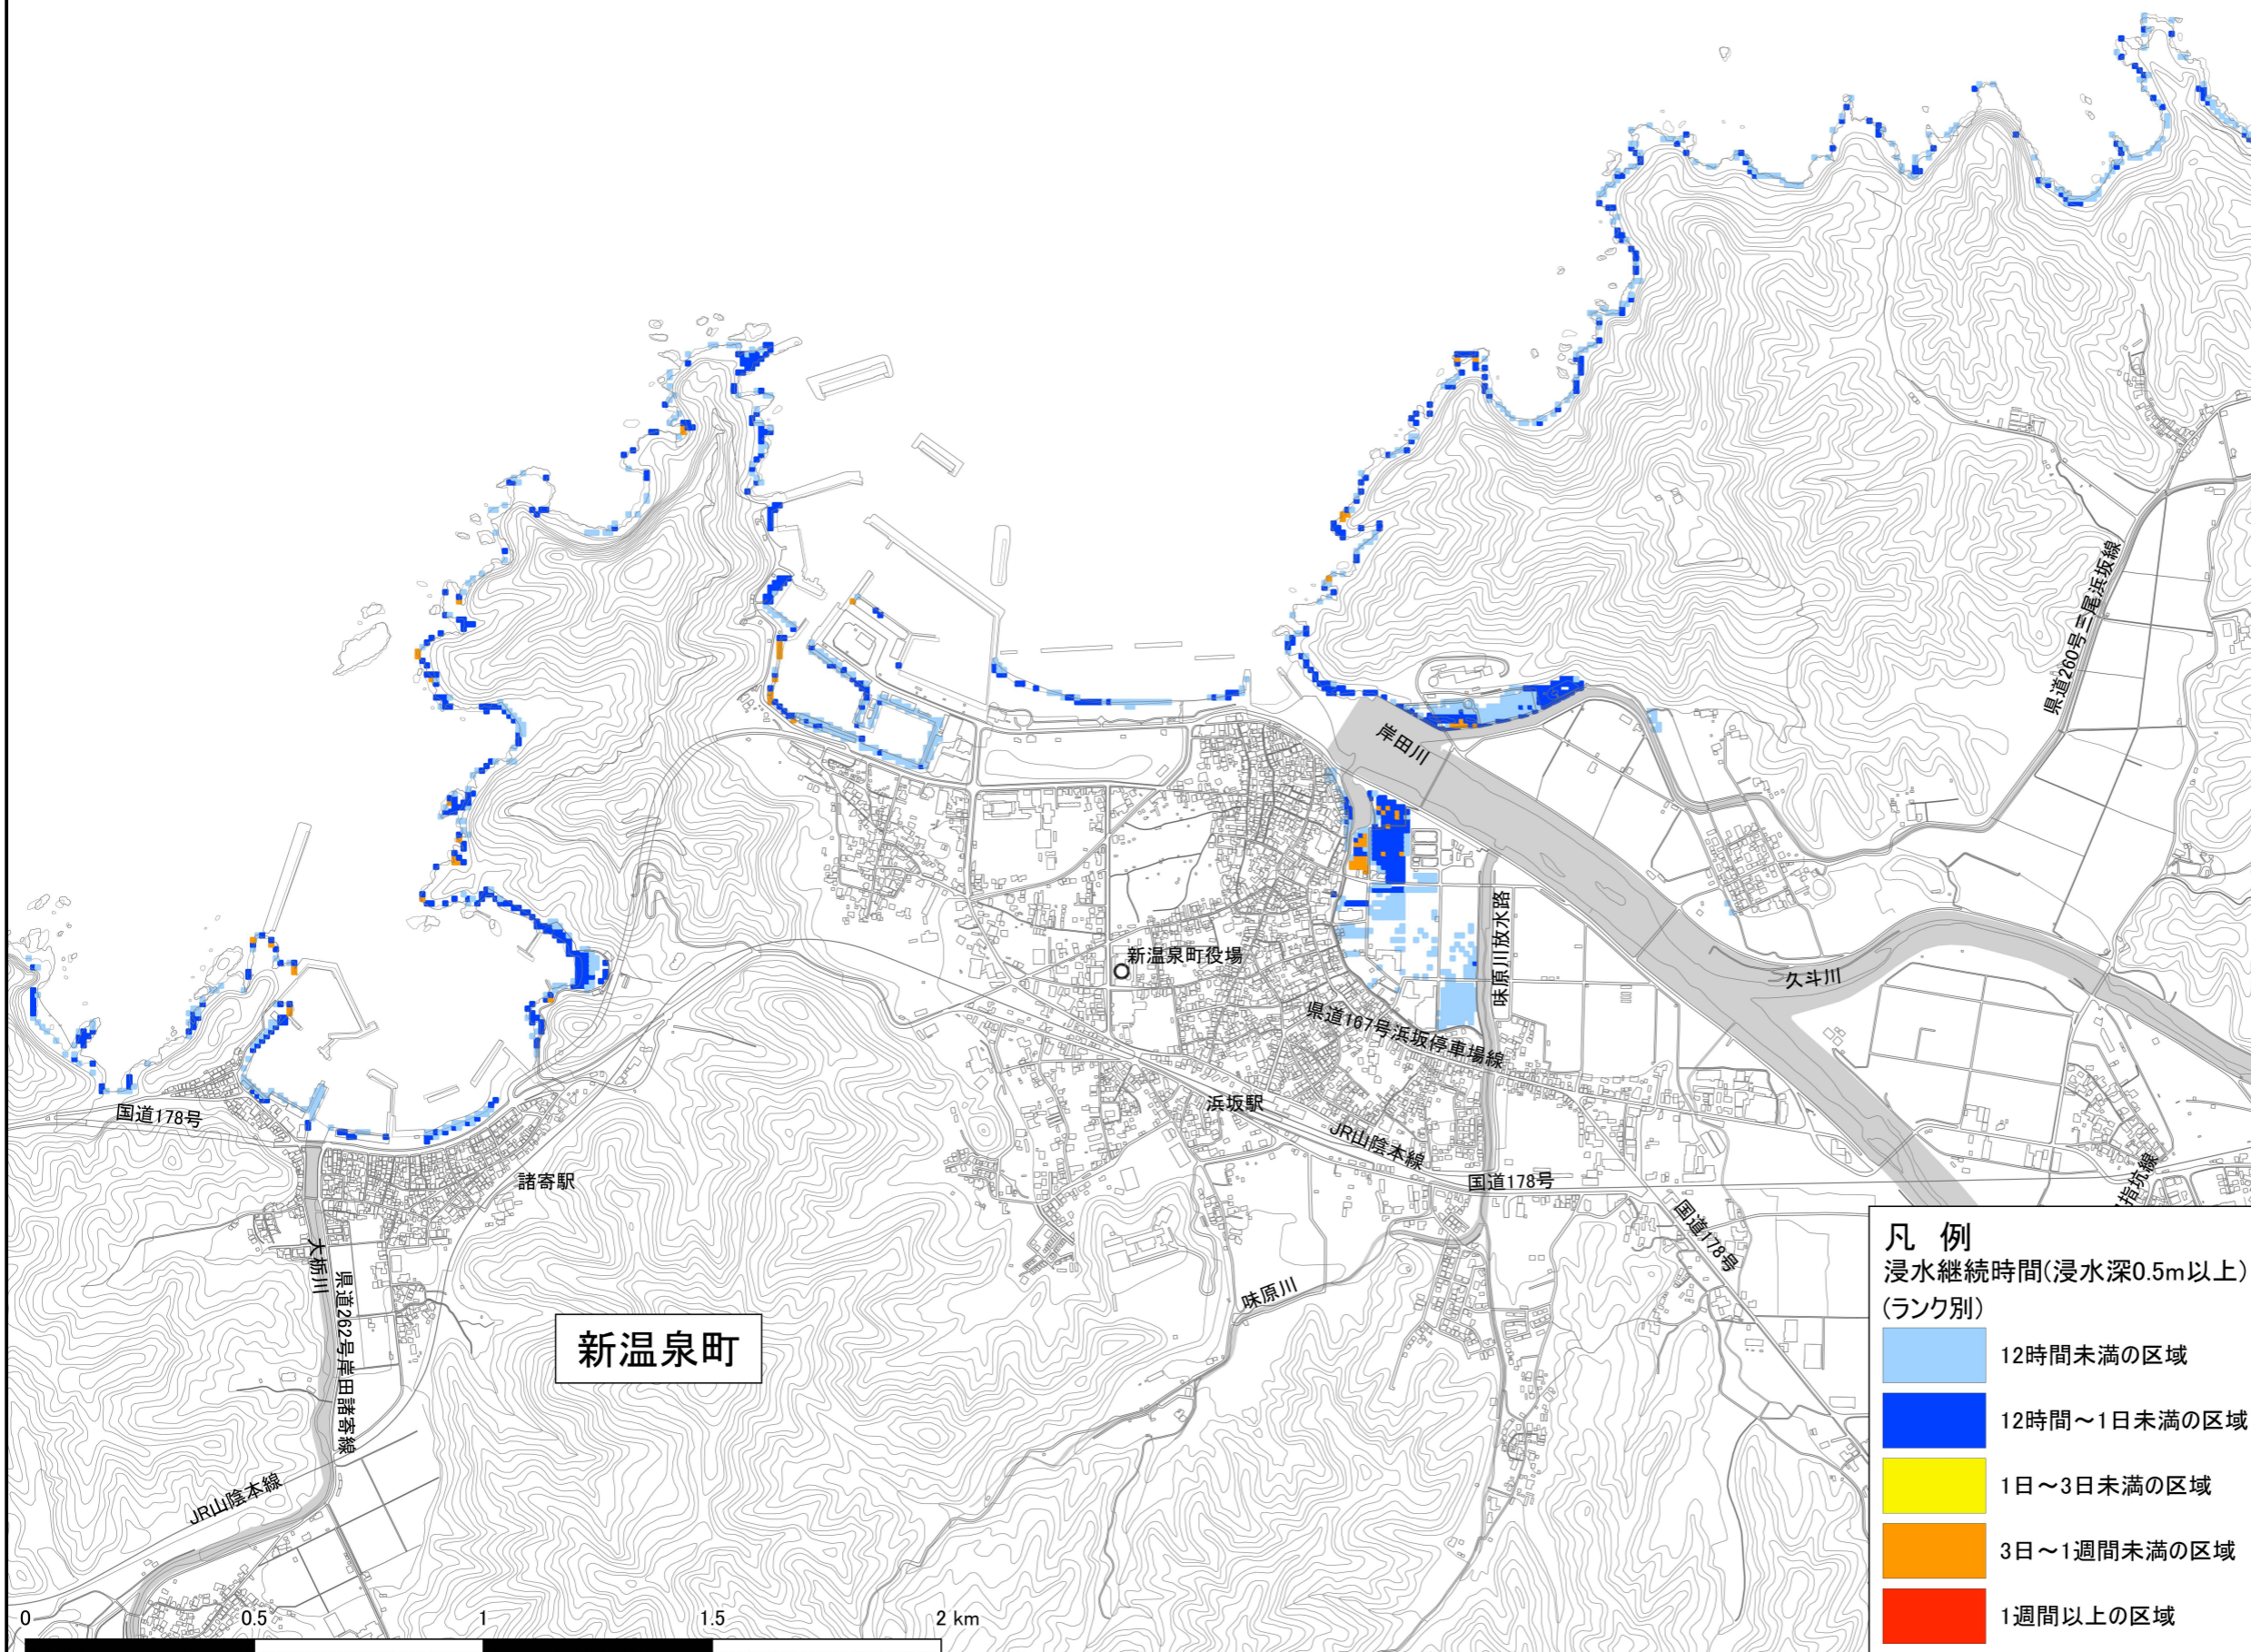 県道260号三尾浜坂線
岸田川
味原川放水路
新温泉町役場
久斗川
県道167号浜坂停車場線
国道178号
浜坂駅
JR山陰本線
諸寄駅
国道178号
国道178号
大栃川
県道262号岸田諸寄線
味原川
新温泉町
JR山陰本線
指坑線
0 0.5 1 1.5 2 km
凡 例
浸水継続時間(浸水深0.5m以上)
(ランク別)
12時間未満の区域
12時間～1日未満の区域
1日～3日未満の区域
3日～1週間未満の区域
1週間以上の区域